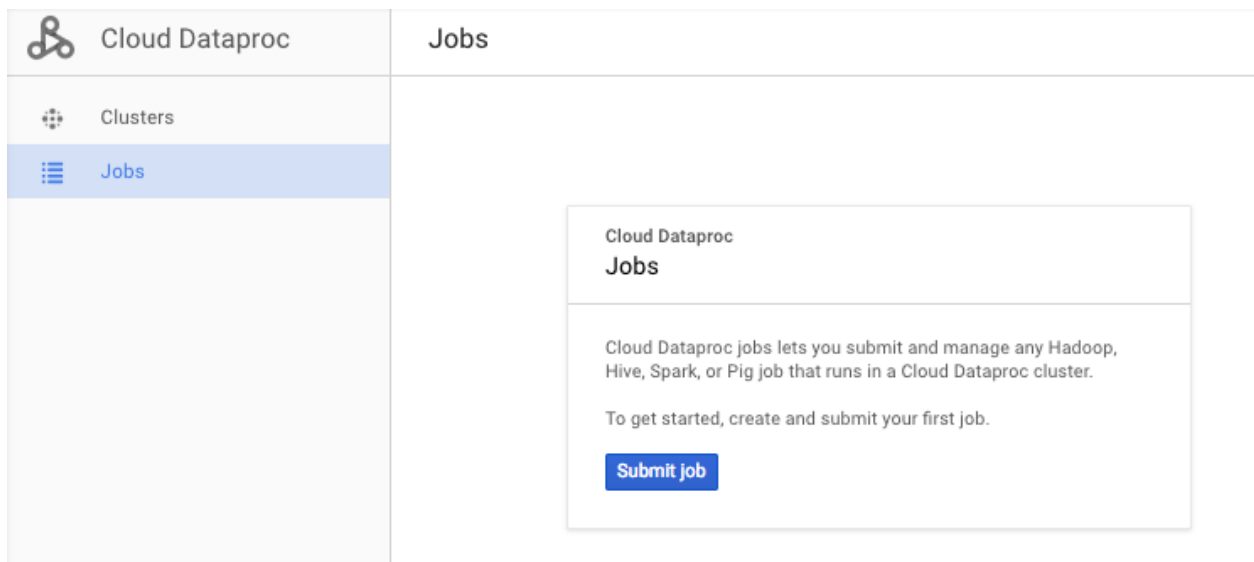 Cloud Dataproc
Jobs
Clusters
Jobs
Cloud Dataproc
Jobs
Cloud Dataproc jobs lets you submit and manage any Hadoop,
Hive, Spark, or Pig job that runs in a Cloud Dataproc cluster.
To get started, create and submit your first job.
Submit job